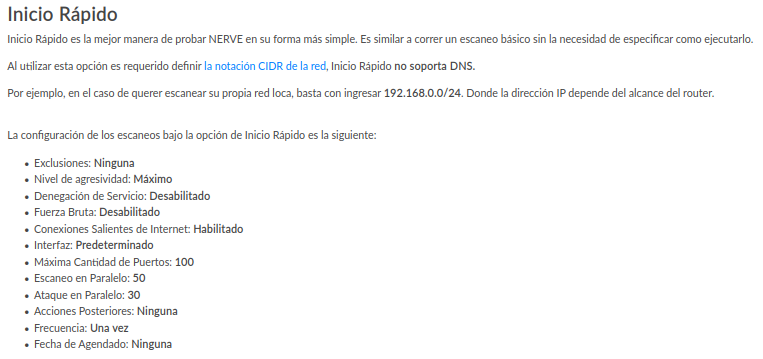 Inicio Rápido
Inicio Rápido es la mejor manera de probar NERVE en su forma más simple. Es similar a correr un escaneo básico sin la necesidad de especificar como ejecutarlo.
Al utilizar esta opción es requerido definir la notación CIDR de la red, Inicio Rápido no soporta DNS.
Por ejemplo, en el caso de querer escanear su propia red loca, basta con ingresar 192.168.0.0/24. Donde la dirección IP depende del alcance del router.
La configuración de los escaneos bajo la opción de Inicio Rápido es la siguiente:
• Exclusiones: Ninguna
• Nivel de agresividad: Máximo
• Denegación de Servicio: Desabilitado
• Fuerza Bruta: Desabilitado
• Conexiones Salientes de Internet: Habilitado
• Interfaz: Predeterminado
• Máxima Cantidad de Puertos: 100
• Escaneo en Paralelo: 50
• Ataque en Paralelo: 30
• Acciones Posteriores: Ninguna
• Frecuencia: Una vez
• Fecha de Agendado: Ninguna